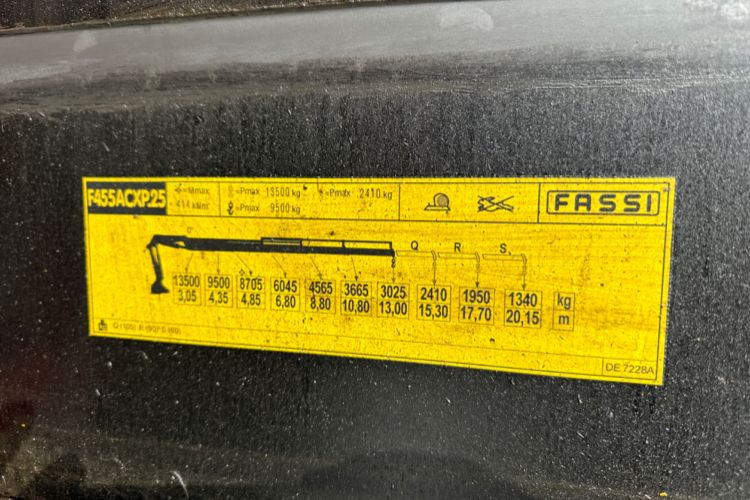 F455ACXP.25
=Mmax 414 kNm
=Pmax 13500 kg
=Pmax 9500 kg
=Pmax 2410 kg
FASSI
0°
Q R S
13500 9500 8705 6045 4565 3665 3025 2410 1950 1340 kg
3,05 4,35 4,85 6,80 8,80 10,80 13,00 15,30 17,70 20,15 m
DE 7228A